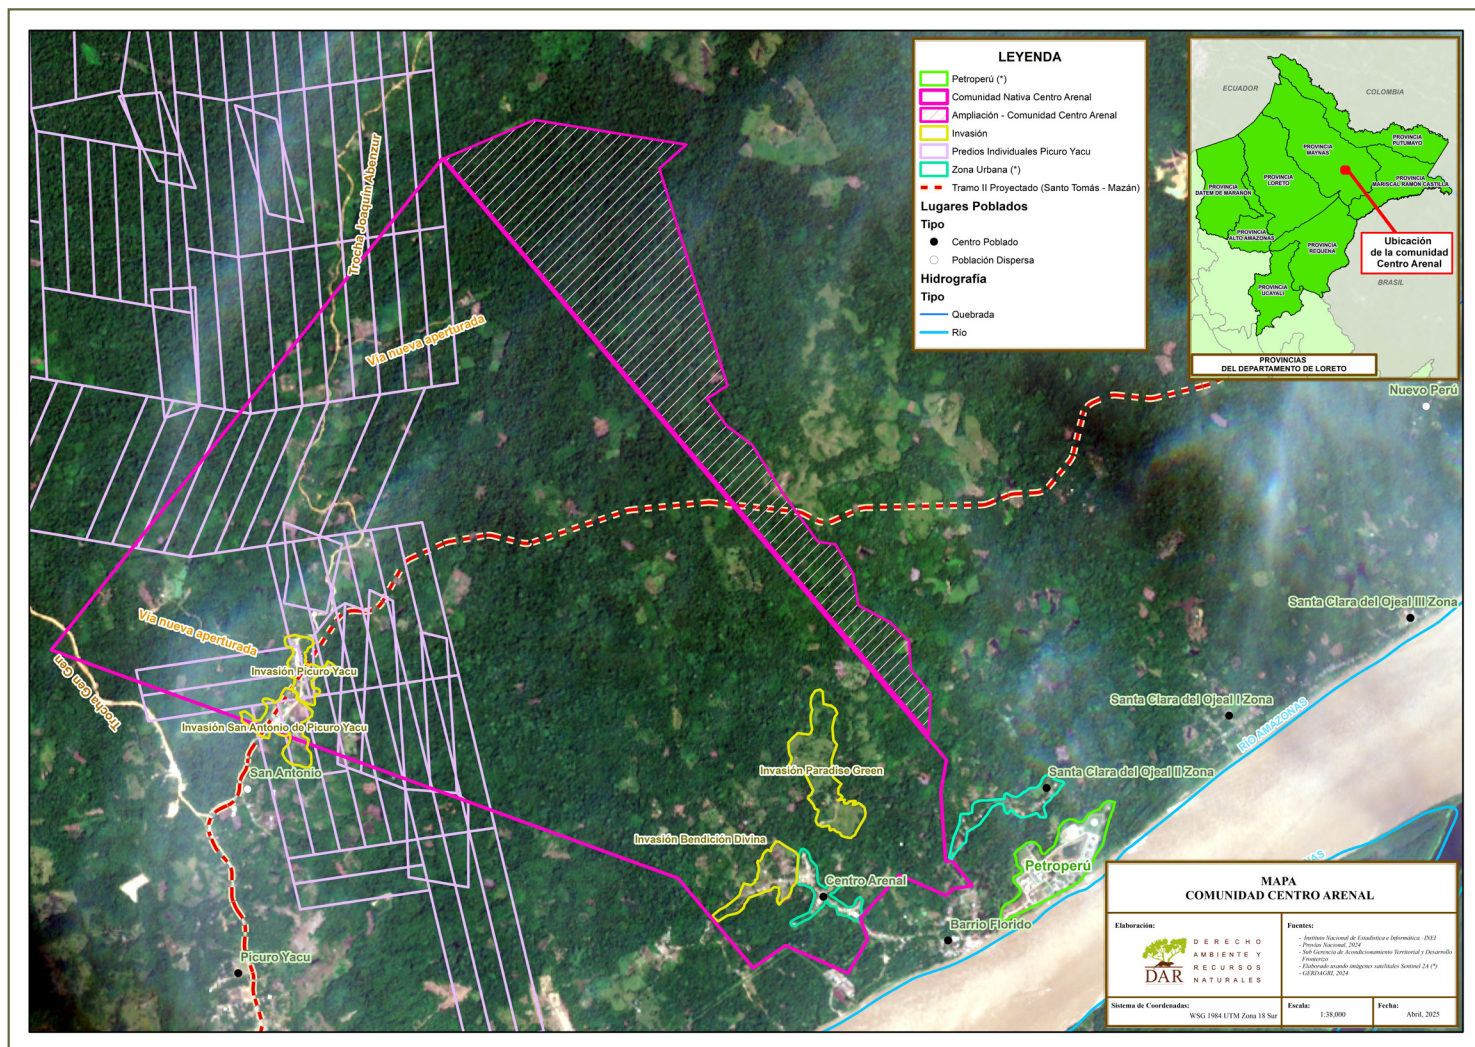 LEYENDA
Petroperú (*)
Comunidad Nativa Centro Arenal
Ampliación - Comunidad Centro Arenal
Invasión
Predios Individuales Picuro Yacu
Zona Urbana (*)
Tramo II Proyectado (Santo Tomás - Mazán)
Lugares Poblados
Tipo
Centro Poblado
Población Dispersa
Hidrografía
Tipo
Quebrada
Río
ECUADOR
COLOMBIA
PROVINCIA
PUTUMAYO
PROVINCIA
MAYNAS
PROVINCIA
LORETO
PROVINCIA
MARISCAL RAMON CASTILLA
PROVINCIA
DATEM DE MARAÑON
PROVINCIA
ALTO AMAZONAS
PROVINCIA
REQUENA
PROVINCIA
UCAYALI
BRASIL
Ubicación
de la comunidad
Centro Arenal
PROVINCIAS
DEL DEPARTAMENTO DE LORETO
Trocha Joaquín Abenzur
Vía nueva aperturada
Nuevo Perú
Santa Clara del Ojeal III Zona
Vía nueva aperturada
Trocha Gen Gen
Invasión Picuro Yacu
Invasión San Antonio de Picuro Yacu
San Antonio
Santa Clara del Ojeal I Zona
RÍO AMAZONAS
Invasión Paradise Green
Santa Clara del Ojeal II Zona
Invasión Bendición Divina
Centro Arenal
Petroperú
Barrio Florido
Picuro Yacu
MAPA
COMUNIDAD CENTRO ARENAL
Elaboración:
DAR
DERECHO
AMBIENTE Y
RECURSOS
NATURALES
Fuentes:
- Instituto Nacional de Estadística e Informática - INEI
- Provías Nacional, 2024
- Sub Gerencia de Acondicionamiento Territorial y Desarrollo
Fronterizo
- Elaborado usando imágenes satelitales Sentinel 2A (*)
- GERDAGRI, 2024
Sistema de Coordenadas:
WSG 1984 UTM Zona 18 Sur
Escala:
1:38,000
Fecha:
Abril, 2025